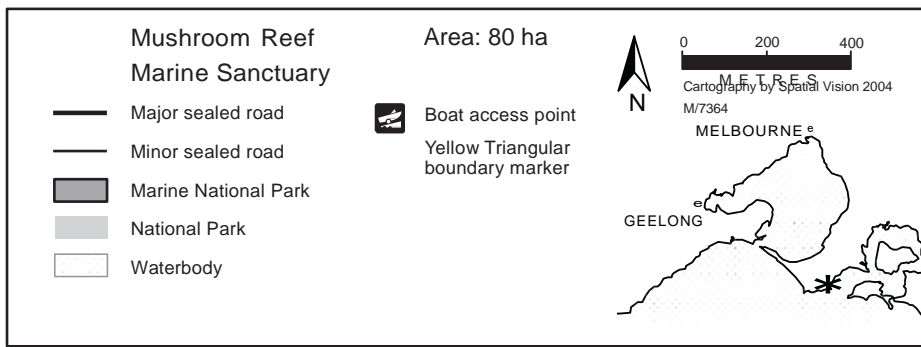 Mushroom Reef
Marine Sanctuary
Major sealed road
Minor sealed road
Marine National Park
National Park
Waterbody
Area: 80 ha
Boat access point
Yellow Triangular
boundary marker
N
0 200 400
METRES
Cartography by Spatial Vision 2004
M/7364
MELBOURNE
GEELONG